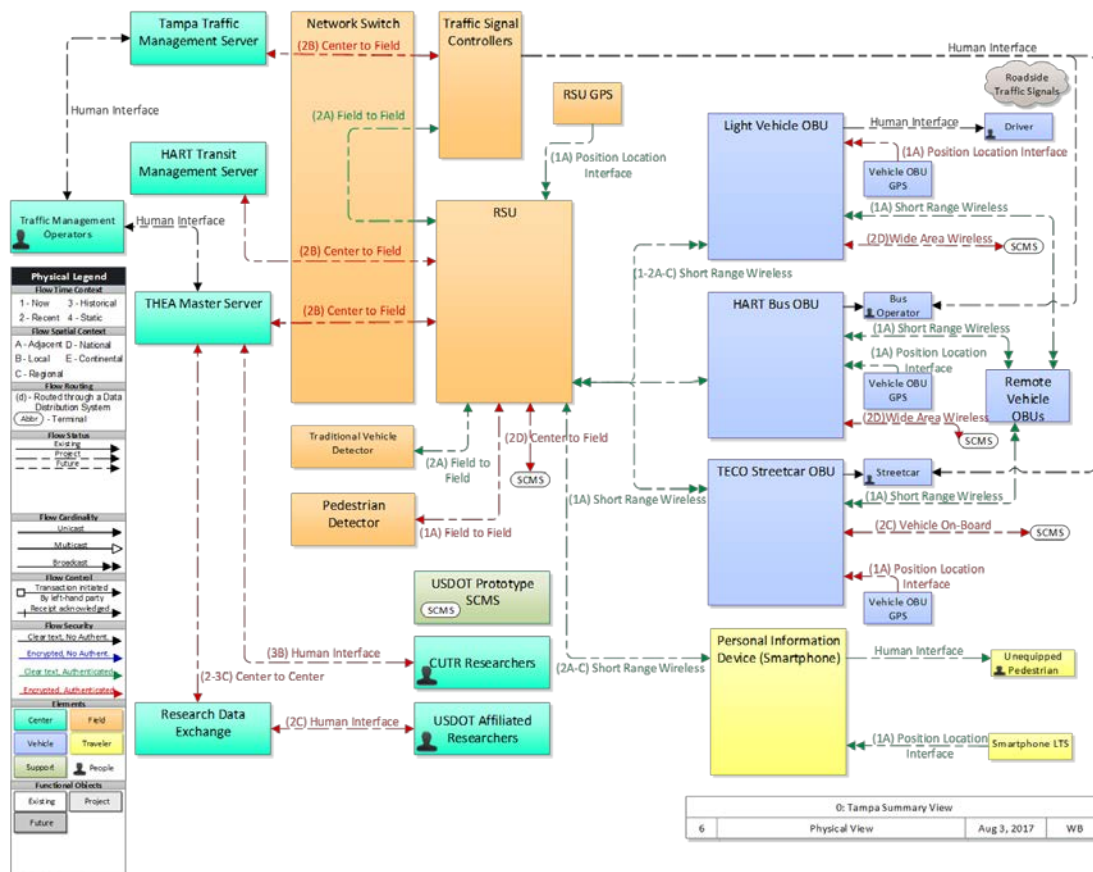 Tampa Traffic
Management Server
Network Switch
Traffic Signal
Controllers
(2B) Center to Field
Human Interface
Roadside
Traffic Signals
RSU GPS
Human Interface
(2A) Field to Field
Light Vehicle OBU
Human Interface
Driver
HART Transit
Management Server
(1A) Position Location
Interface
(1A) Position Location Interface
Vehicle OBU
GPS
RSU
(1A) Short Range Wireless
Traffic Management
Operators
Human Interface
(2B) Center to Field
(2D)Wide Area Wireless
SCMS
(1-2A-C) Short Range Wireless
Physical Legend
Flow Time Context
1 - Now 3 - Historical
2 - Recent 4 - Static
Flow Spatial Context
A - Adjacent D - National
B - Local E - Continental
C - Regional
Flow Routing
(d) - Routed through a Data
Distribution System
Abbr - Terminal
Flow Status
Existing
Project
Future
Flow Cardinality
Unicast
Multicast
Broadcast
Flow Control
Transaction initiated
By left-hand party
Receipt acknowledged
Flow Security
Clear text, No Authent.
Encrypted, No Authent.
Clear text, Authenticated
Encrypted, Authenticated
Elements
Center Field
Vehicle Traveler
Support People
Functional Objects
Existing Project
Future
THEA Master Server
(2B) Center to Field
HART Bus OBU
Bus
Operator
(1A) Short Range Wireless
(1A) Position Location
Interface
Vehicle OBU
GPS
Remote
Vehicle
OBUs
(2D)Wide Area Wireless
SCMS
Traditional Vehicle
Detector
(2A) Field to
Field
(2D) Center to
Field
SCMS
TECO Streetcar OBU
Streetcar
(1A) Short Range Wireless
(1A) Short Range Wireless
Pedestrian
Detector
(1A) Field to Field
(2C) Vehicle On-Board
SCMS
(1A) Position Location
Interface
Vehicle OBU
GPS
USDOT Prototype
SCMS
SCMS
Personal Information
Device (Smartphone)
Human Interface
Unequipped
Pedestrian
(3B) Human Interface
CUTR Researchers
(2A-C) Short Range Wireless
(2-3C) Center to Center
Research Data
Exchange
(2C) Human Interface
USDOT Affiliated
Researchers
(1A) Position Location
Interface
Smartphone LTS
0: Tampa Summary View
6 Physical View Aug 3, 2017 WB